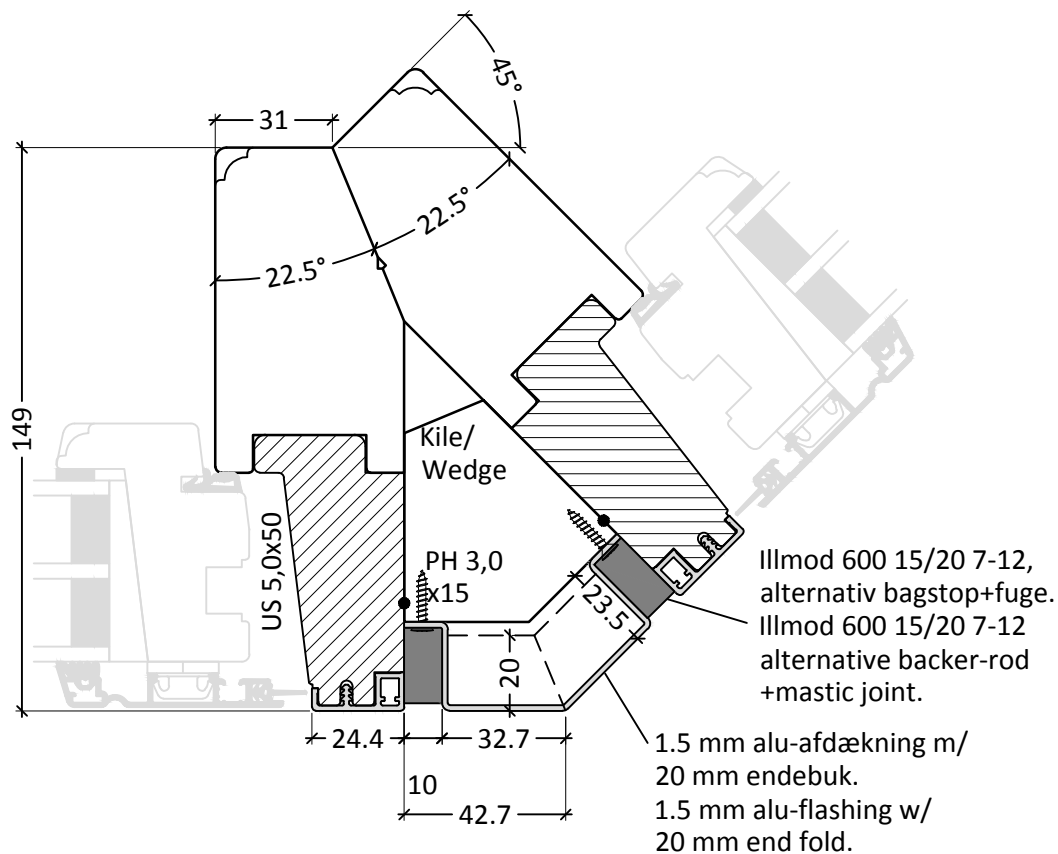 45°
31
22.5°
22.5°
149
Kile/
Wedge
US 5,0x50
PH 3,0
x15
23.5
20
Illmod 600 15/20 7-12,
alternativ bagstop+fuge.
Illmod 600 15/20 7-12
alternative backer-rod
+mastic joint.
24.4
32.7
10
42.7
1.5 mm alu-afdækning m/
20 mm endebuk.
1.5 mm alu-flashing w/
20 mm end fold.